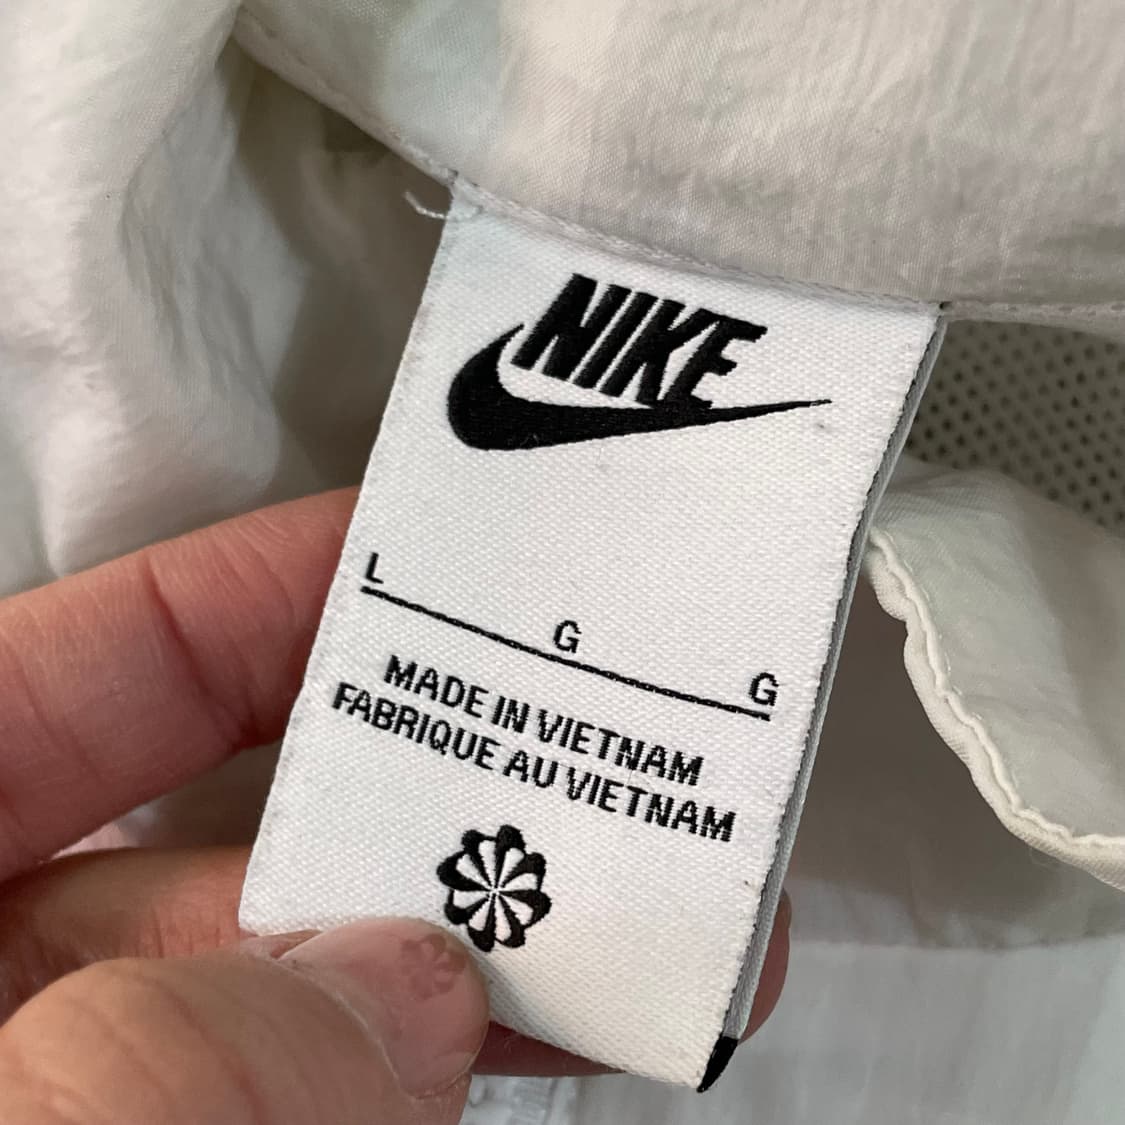 NIKE
L G G
MADE IN VIETNAM
FABRIQUE AU VIETNAM